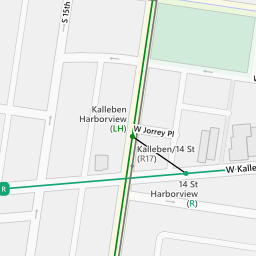 S 15th
Kalleben
Harborview
(LH)
W Jorrey Pl
Kalleben/14 St
(R17)
W Kalle
R
14 St
Harborview
(R)